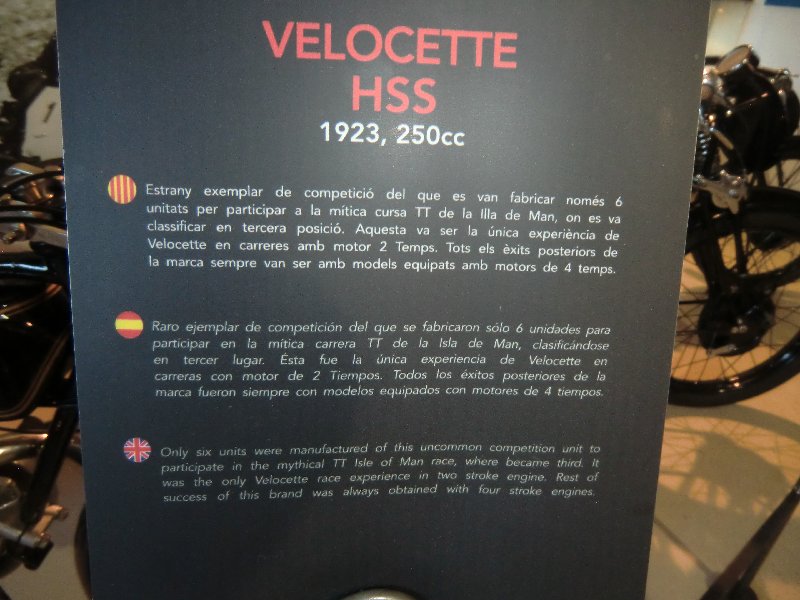 VELOCETTE
HSS
1923, 250cc
Estrany exemplar de competició del que es van fabricar només 6
unitats per participar a la mítica cursa TT de la Illa de Man, on es va
classificar en tercera posició. Aquesta va ser la única experiència de
Velocette en carreres amb motor 2 Temps. Tots els èxits posteriors de
la marca sempre van ser amb models equipats amb motors de 4 temps.
Raro ejemplar de competición del que se fabricaron sólo 6 unidades para
participar en la mítica carrera TT de la Isla de Man, clasificándose
en tercer lugar. Ésta fue la única experiencia de Velocette en
carreras con motor de 2 Tiempos. Todos los éxitos posteriores de la
marca fueron siempre con modelos equipados con motores de 4 tiempos.
Only six units were manufactured of this uncommon competition unit to
participate in the mythical TT Isle of Man race, where became third. It
was the only Velocette race experience in two stroke engine. Rest of
success of this brand was always obtained with four stroke engines.
1